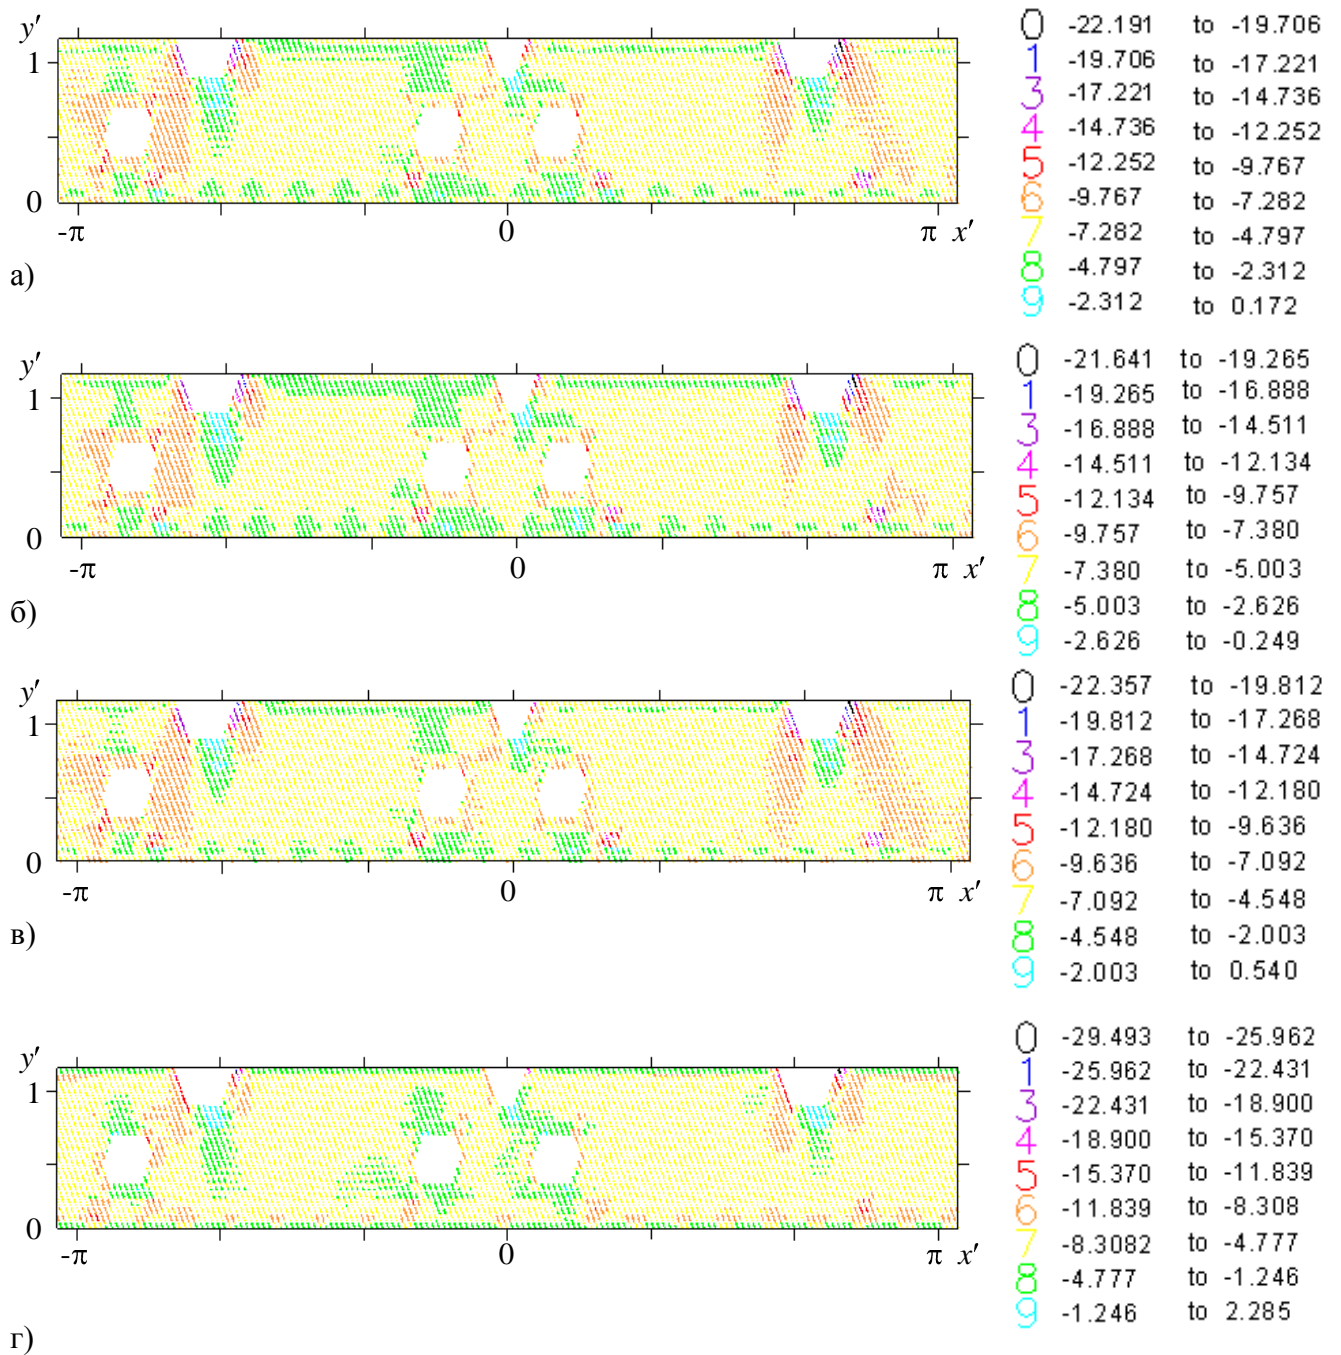 y′
1
0
-π
0
π x′
а)
0 -22.191 to -19.706
1 -19.706 to -17.221
3 -17.221 to -14.736
4 -14.736 to -12.252
5 -12.252 to -9.767
6 -9.767 to -7.282
7 -7.282 to -4.797
8 -4.797 to -2.312
9 -2.312 to 0.172
y′
1
0
-π
0
π x′
б)
0 -21.641 to -19.265
1 -19.265 to -16.888
3 -16.888 to -14.511
4 -14.511 to -12.134
5 -12.134 to -9.757
6 -9.757 to -7.380
7 -7.380 to -5.003
8 -5.003 to -2.626
9 -2.626 to -0.249
y′
1
0
-π
0
π x′
в)
0 -22.357 to -19.812
1 -19.812 to -17.268
3 -17.268 to -14.724
4 -14.724 to -12.180
5 -12.180 to -9.636
6 -9.636 to -7.092
7 -7.092 to -4.548
8 -4.548 to -2.003
9 -2.003 to 0.540
y′
1
0
-π
0
π x′
г)
0 -29.493 to -25.962
1 -25.962 to -22.431
3 -22.431 to -18.900
4 -18.900 to -15.370
5 -15.370 to -11.839
6 -11.839 to -8.308
7 -8.3082 to -4.777
8 -4.777 to -1.246
9 -1.246 to 2.285